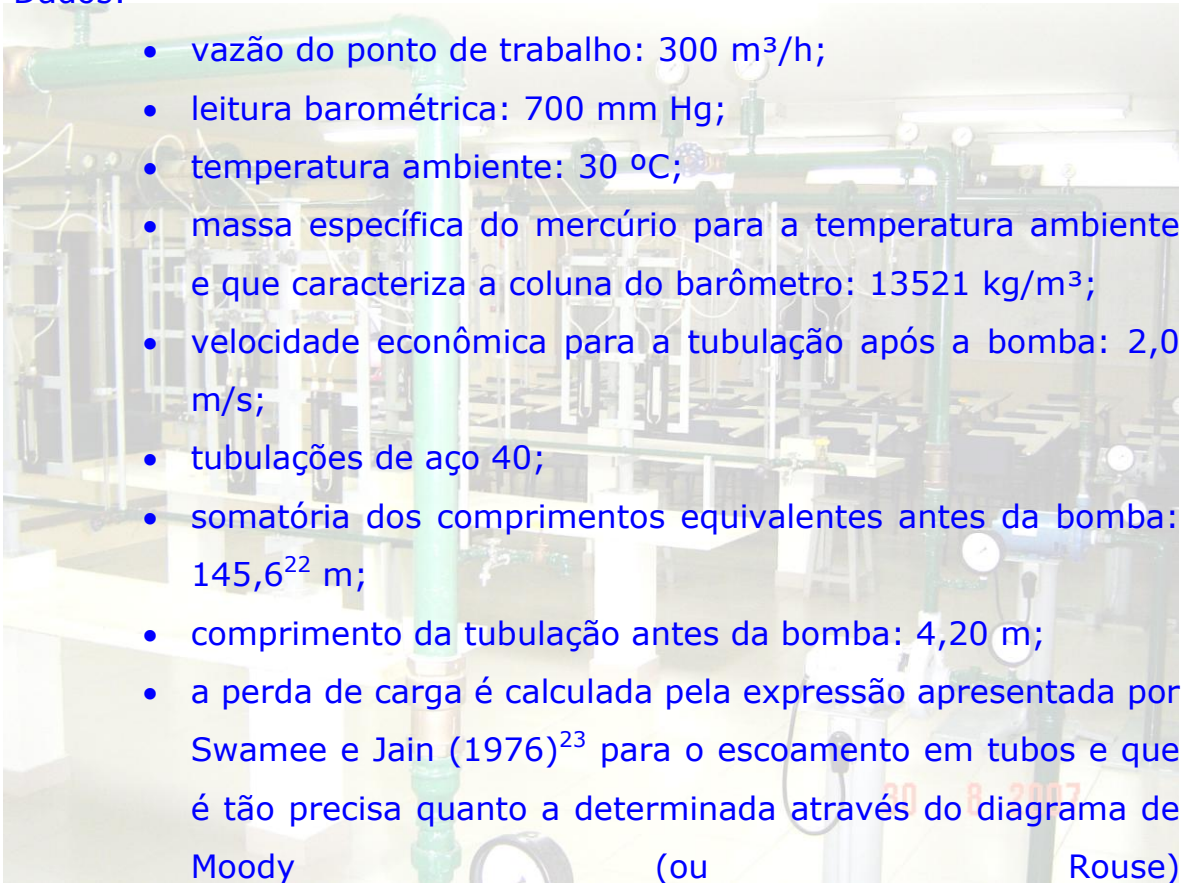 Dados:
• vazão do ponto de trabalho: 300 m³/h;
• leitura barométrica: 700 mm Hg;
• temperatura ambiente: 30 ºC;
• massa específica do mercúrio para a temperatura ambiente
e que caracteriza a coluna do barômetro: 13521 kg/m³;
• velocidade econômica para a tubulação após a bomba: 2,0
m/s;
• tubulações de aço 40;
• somatória dos comprimentos equivalentes antes da bomba:
145,6²² m;
• comprimento da tubulação antes da bomba: 4,20 m;
• a perda de carga é calculada pela expressão apresentada por
Swamee e Jain (1976)²³ para o escoamento em tubos e que
é tão precisa quanto a determinada através do diagrama de
Moody (ou Rouse)